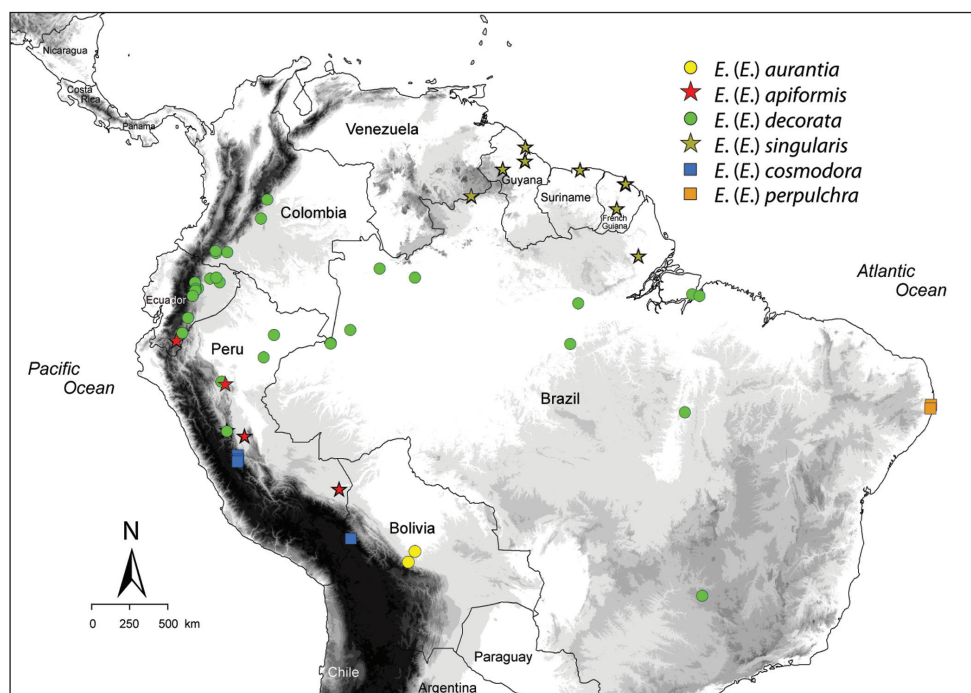 Nicaragua
Costa
Rica
Panama
Venezuela
Guyana
Suriname
French
Guiana
Colombia
Ecuador
Peru
Brazil
Bolivia
Paraguay
Chile
Argentina
Pacific
Ocean
Atlantic
Ocean
E. (E.) aurantia
E. (E.) apiformis
E. (E.) decorata
E. (E.) singularis
E. (E.) cosmodora
E. (E.) perpulchra
N
0 250 500 km